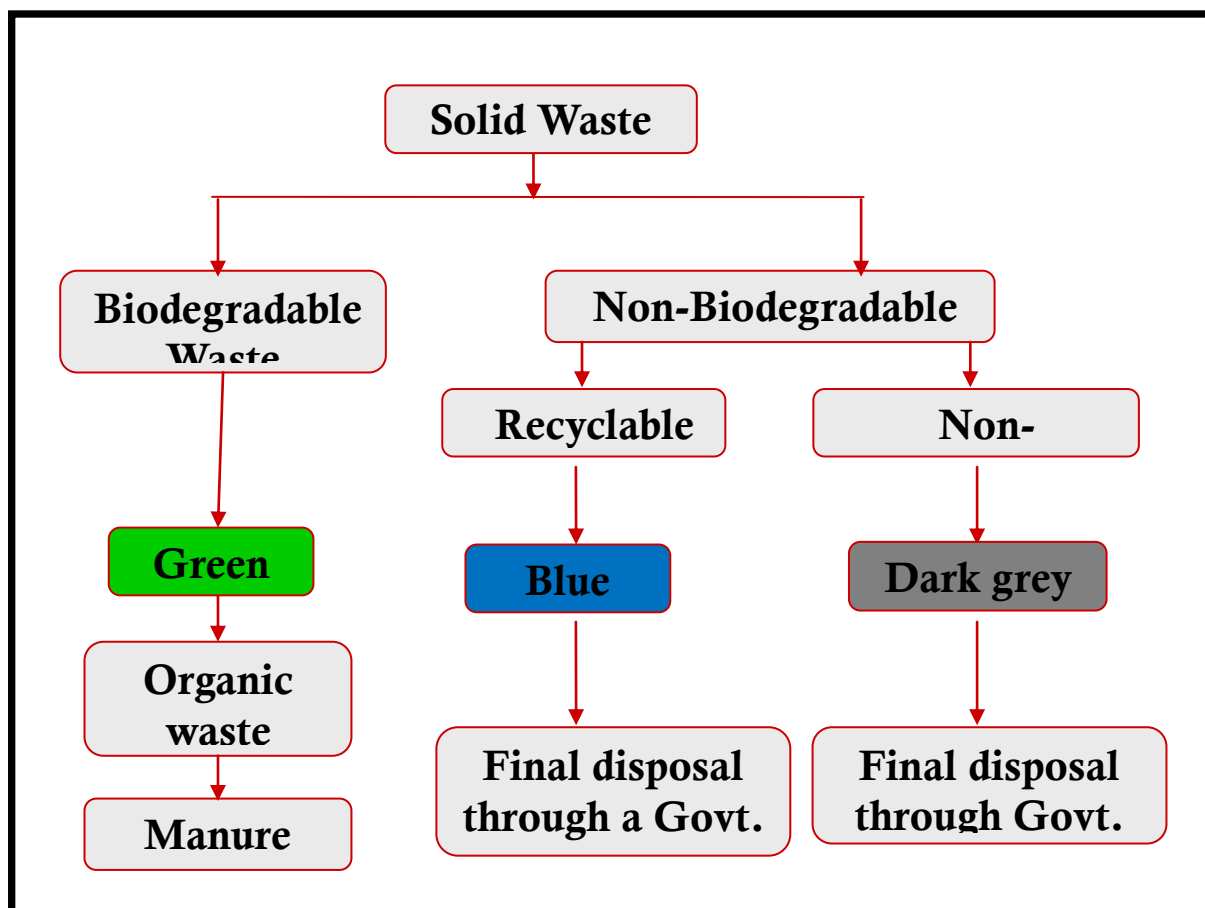 Solid Waste
Biodegradable
Waste
Non-Biodegradable
Recyclable
Non-
Green
Blue
Dark grey
Organic
waste
Final disposal
through a Govt.
Final disposal
through Govt.
Manure